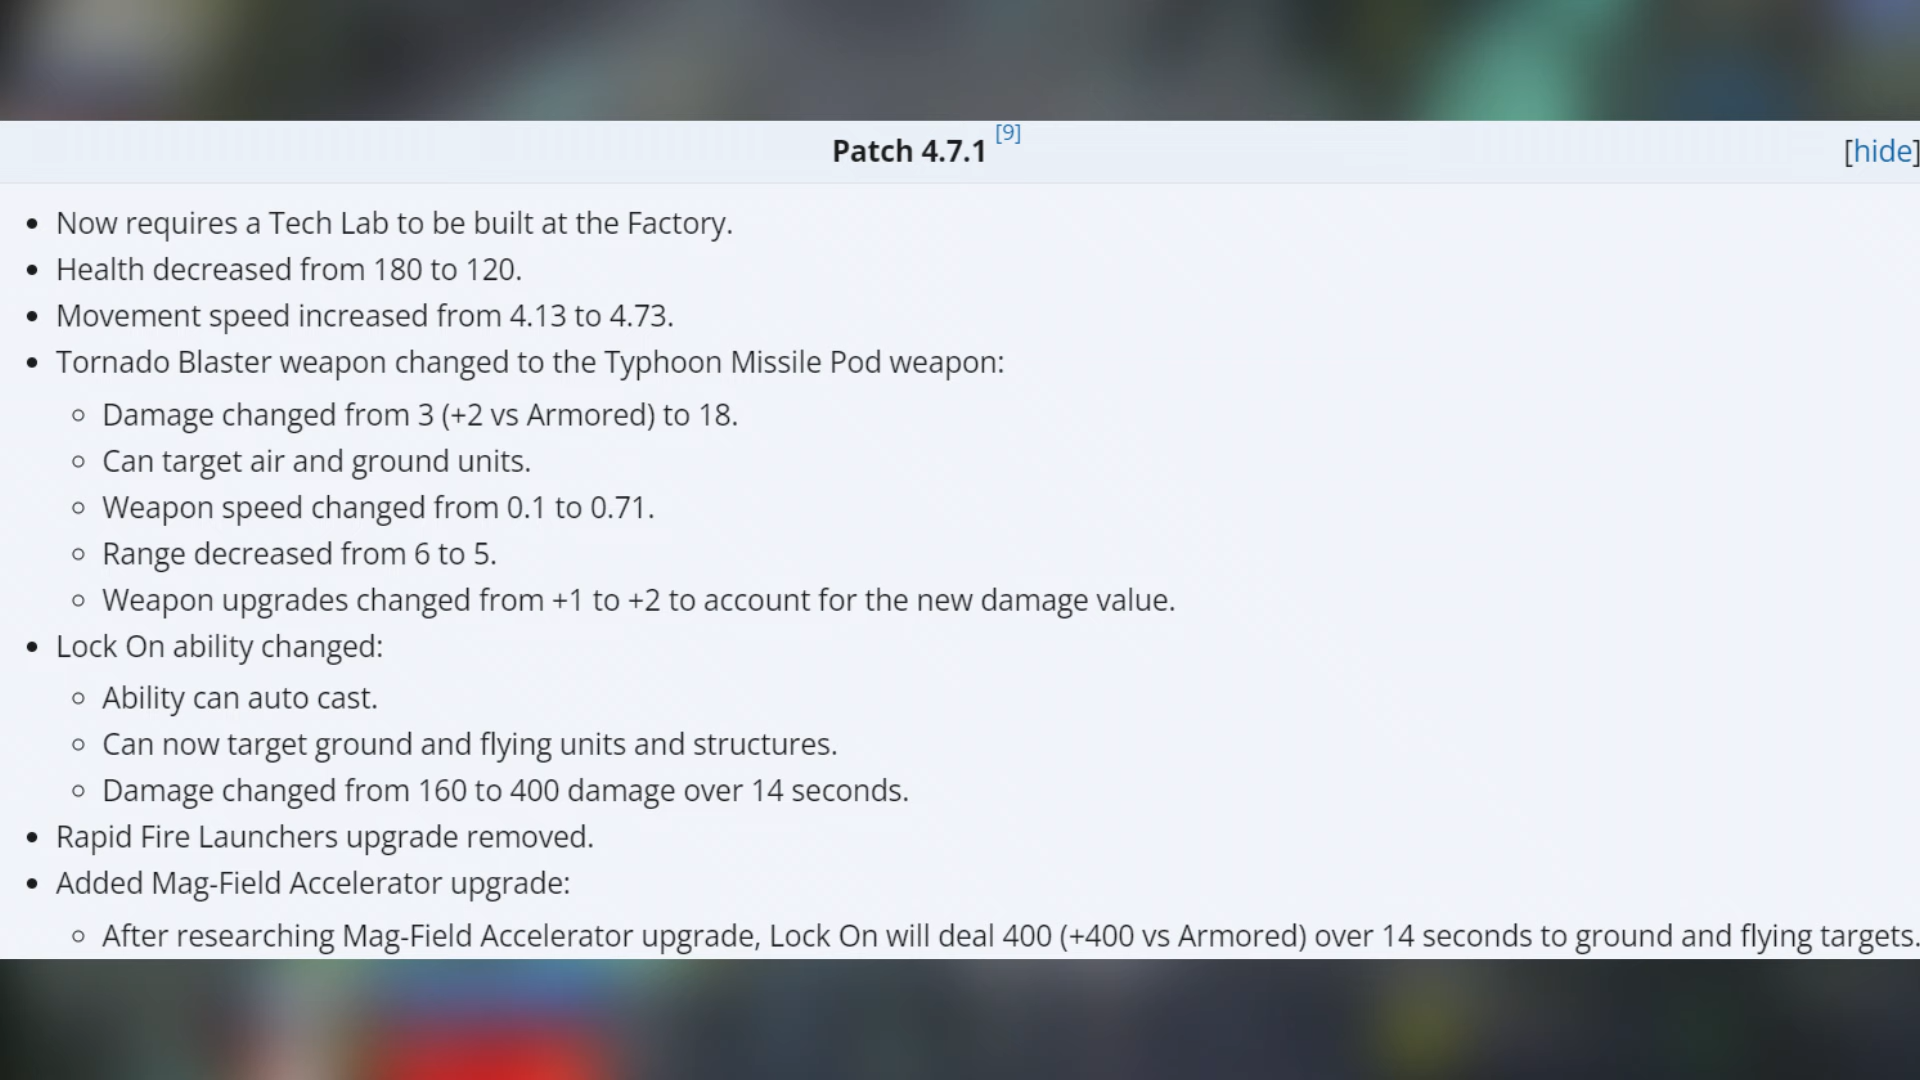 Patch 4.7.1 [9]
[hide]
Now requires a Tech Lab to be built at the Factory.
Health decreased from 180 to 120.
Movement speed increased from 4.13 to 4.73.
Tornado Blaster weapon changed to the Typhoon Missile Pod weapon:
Damage changed from 3 (+2 vs Armored) to 18.
Can target air and ground units.
Weapon speed changed from 0.1 to 0.71.
Range decreased from 6 to 5.
Weapon upgrades changed from +1 to +2 to account for the new damage value.
Lock On ability changed:
Ability can auto cast.
Can now target ground and flying units and structures.
Damage changed from 160 to 400 damage over 14 seconds.
Rapid Fire Launchers upgrade removed.
Added Mag-Field Accelerator upgrade:
After researching Mag-Field Accelerator upgrade, Lock On will deal 400 (+400 vs Armored) over 14 seconds to ground and flying targets.